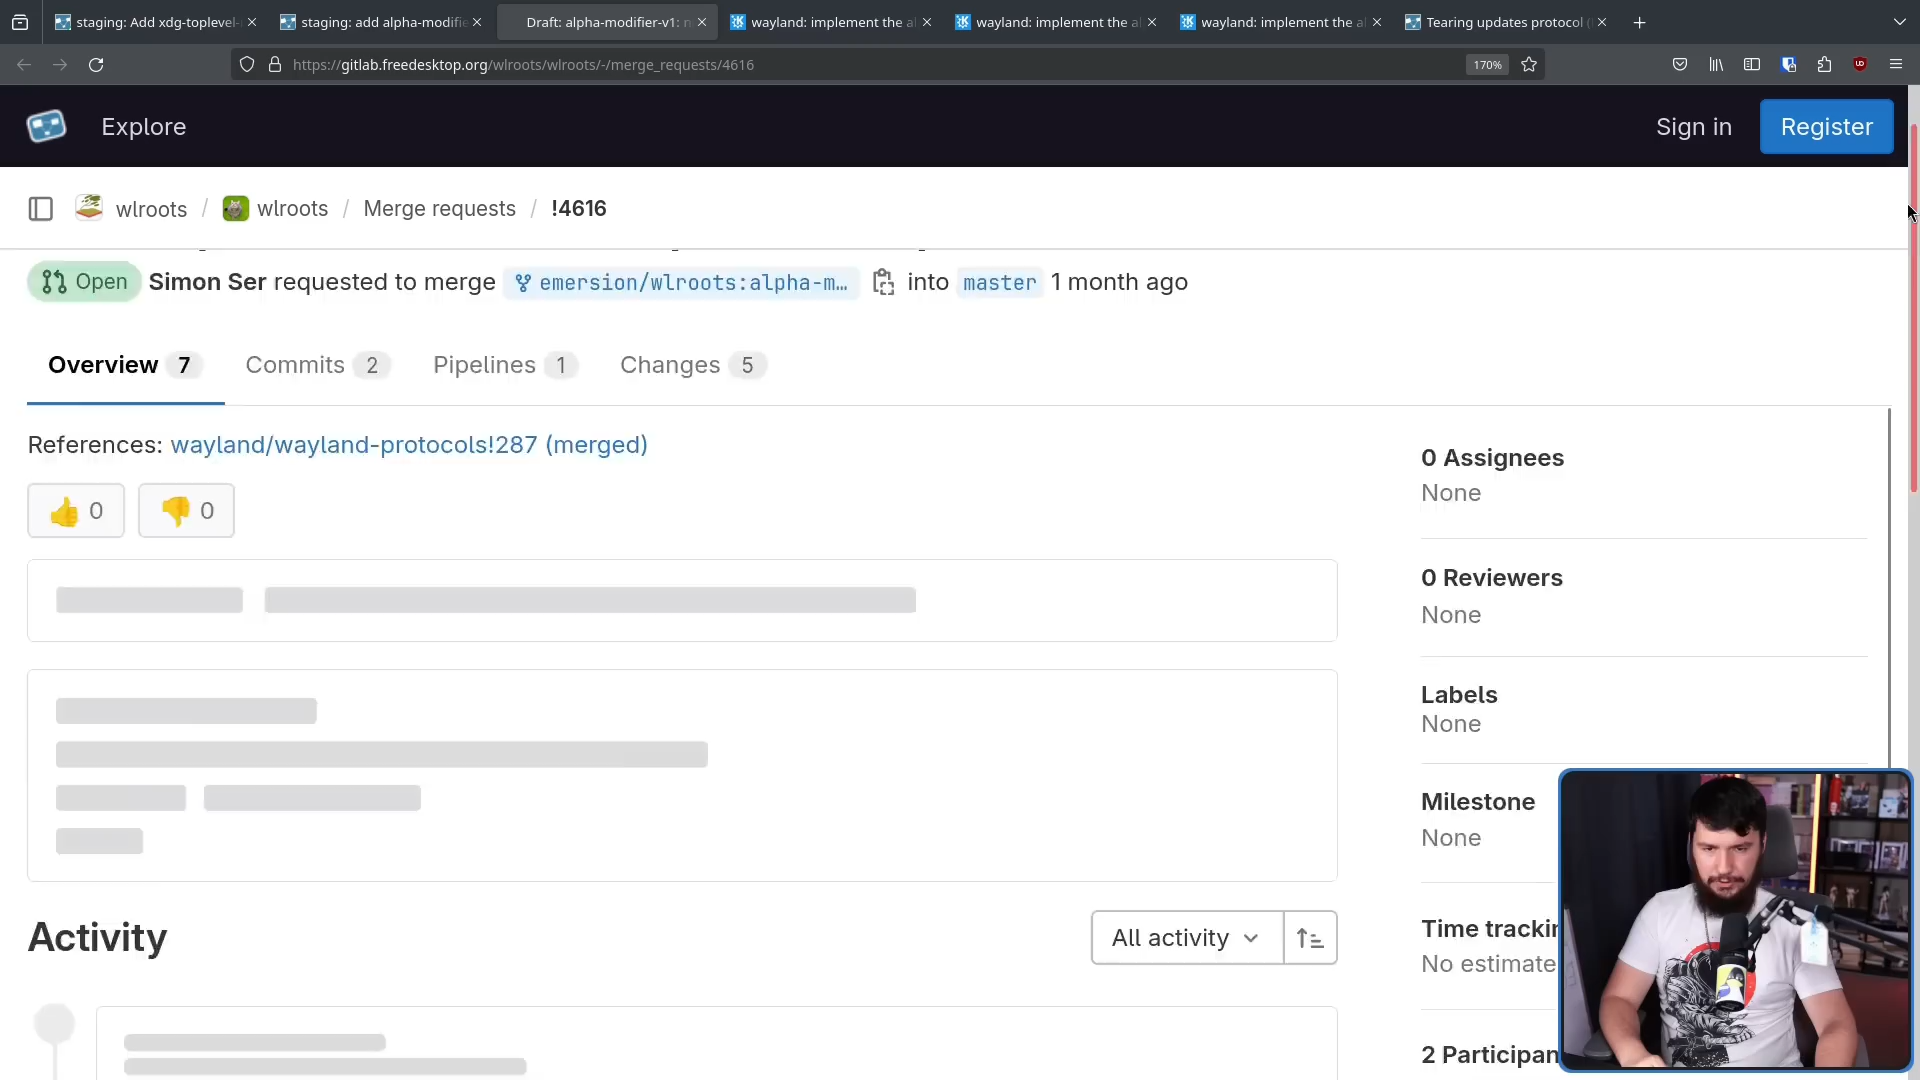 staging: Add xdg-toplevel-
staging: add alpha-modifie
Draft: alpha-modifier-v1: n
wayland: implement the al
wayland: implement the al
wayland: implement the al
Tearing updates protocol (
https://gitlab.freedesktop.org/wlroots/wlroots/-/merge_requests/4616
170%
Explore
Sign in
Register
wlroots / wlroots / Merge requests / !4616
Open Simon Ser requested to merge emersion/wlroots:alpha-m… into master 1 month ago
Overview 7 Commits 2 Pipelines 1 Changes 5
References: wayland/wayland-protocols!287 (merged)
👍 0 👎 0
0 Assignees
None
0 Reviewers
None
Labels
None
Milestone
None
Activity
All activity
Time trackin
No estimate
2 Participan